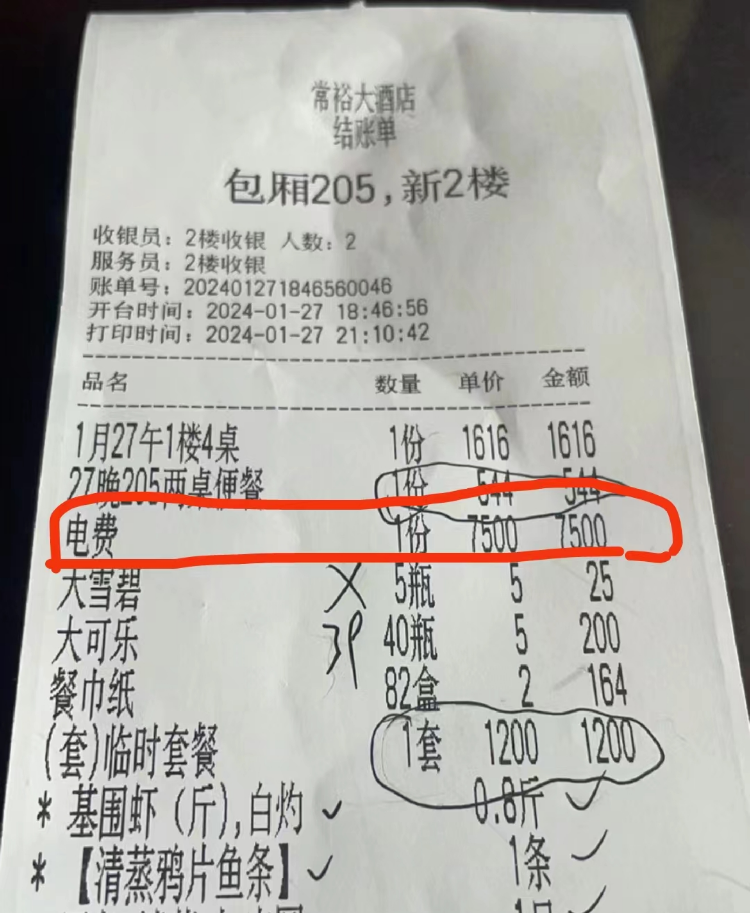 常裕大酒店
结账单
包厢205,新2楼
收银员: 2楼收银 人数: 2
服务员: 2楼收银
账单号: 202401271846560046
开台时间: 2024-01-27 18:46:56
打印时间: 2024-01-27 21:10:42
品名 数量 单价 金额
1月27午1楼4桌 1份 1616 1616
27晚205两桌便餐 1份 544 544
电费 1份 7500 7500
大雪碧 5瓶 5 25
大可乐 40瓶 5 200
餐巾纸 82盒 2 164
(套)临时套餐 1套 1200 1200
* 基围虾 (斤),白灼 0.8斤
* 【清蒸鸦片鱼条】 1条